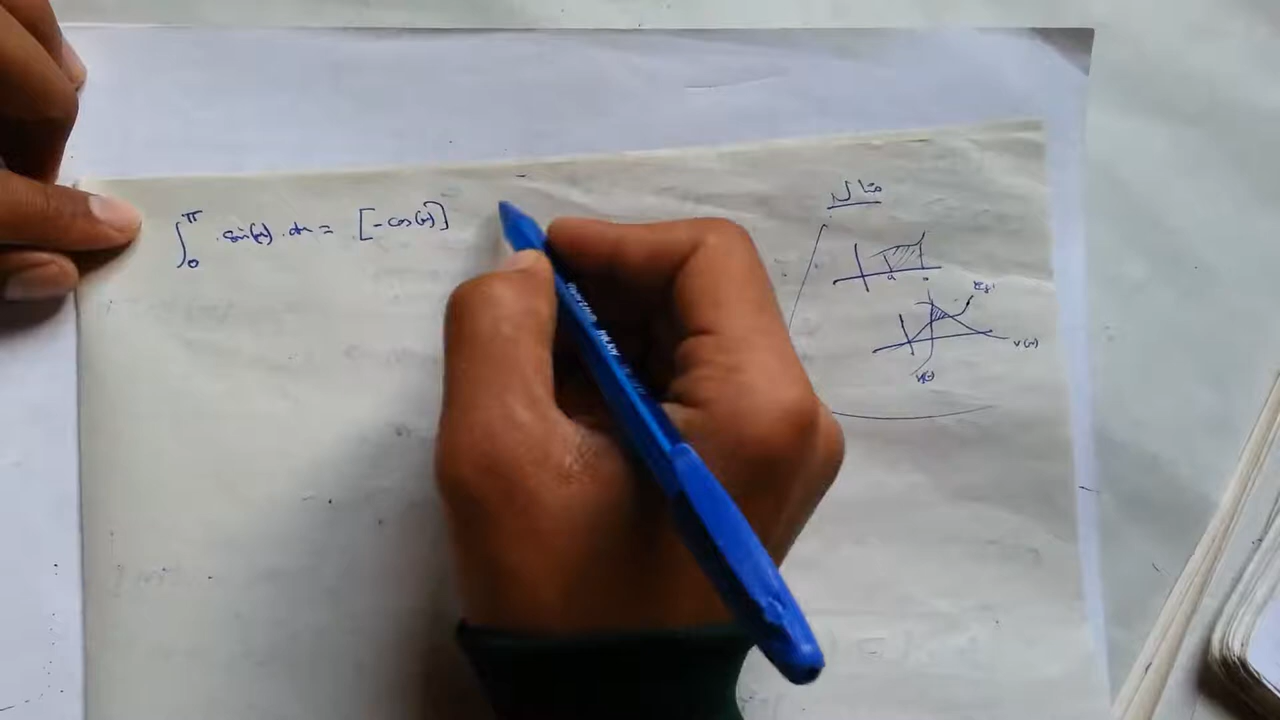 ∫₀^π sin(x) . dx = [-cos(x)]
مثال
a
v(x)